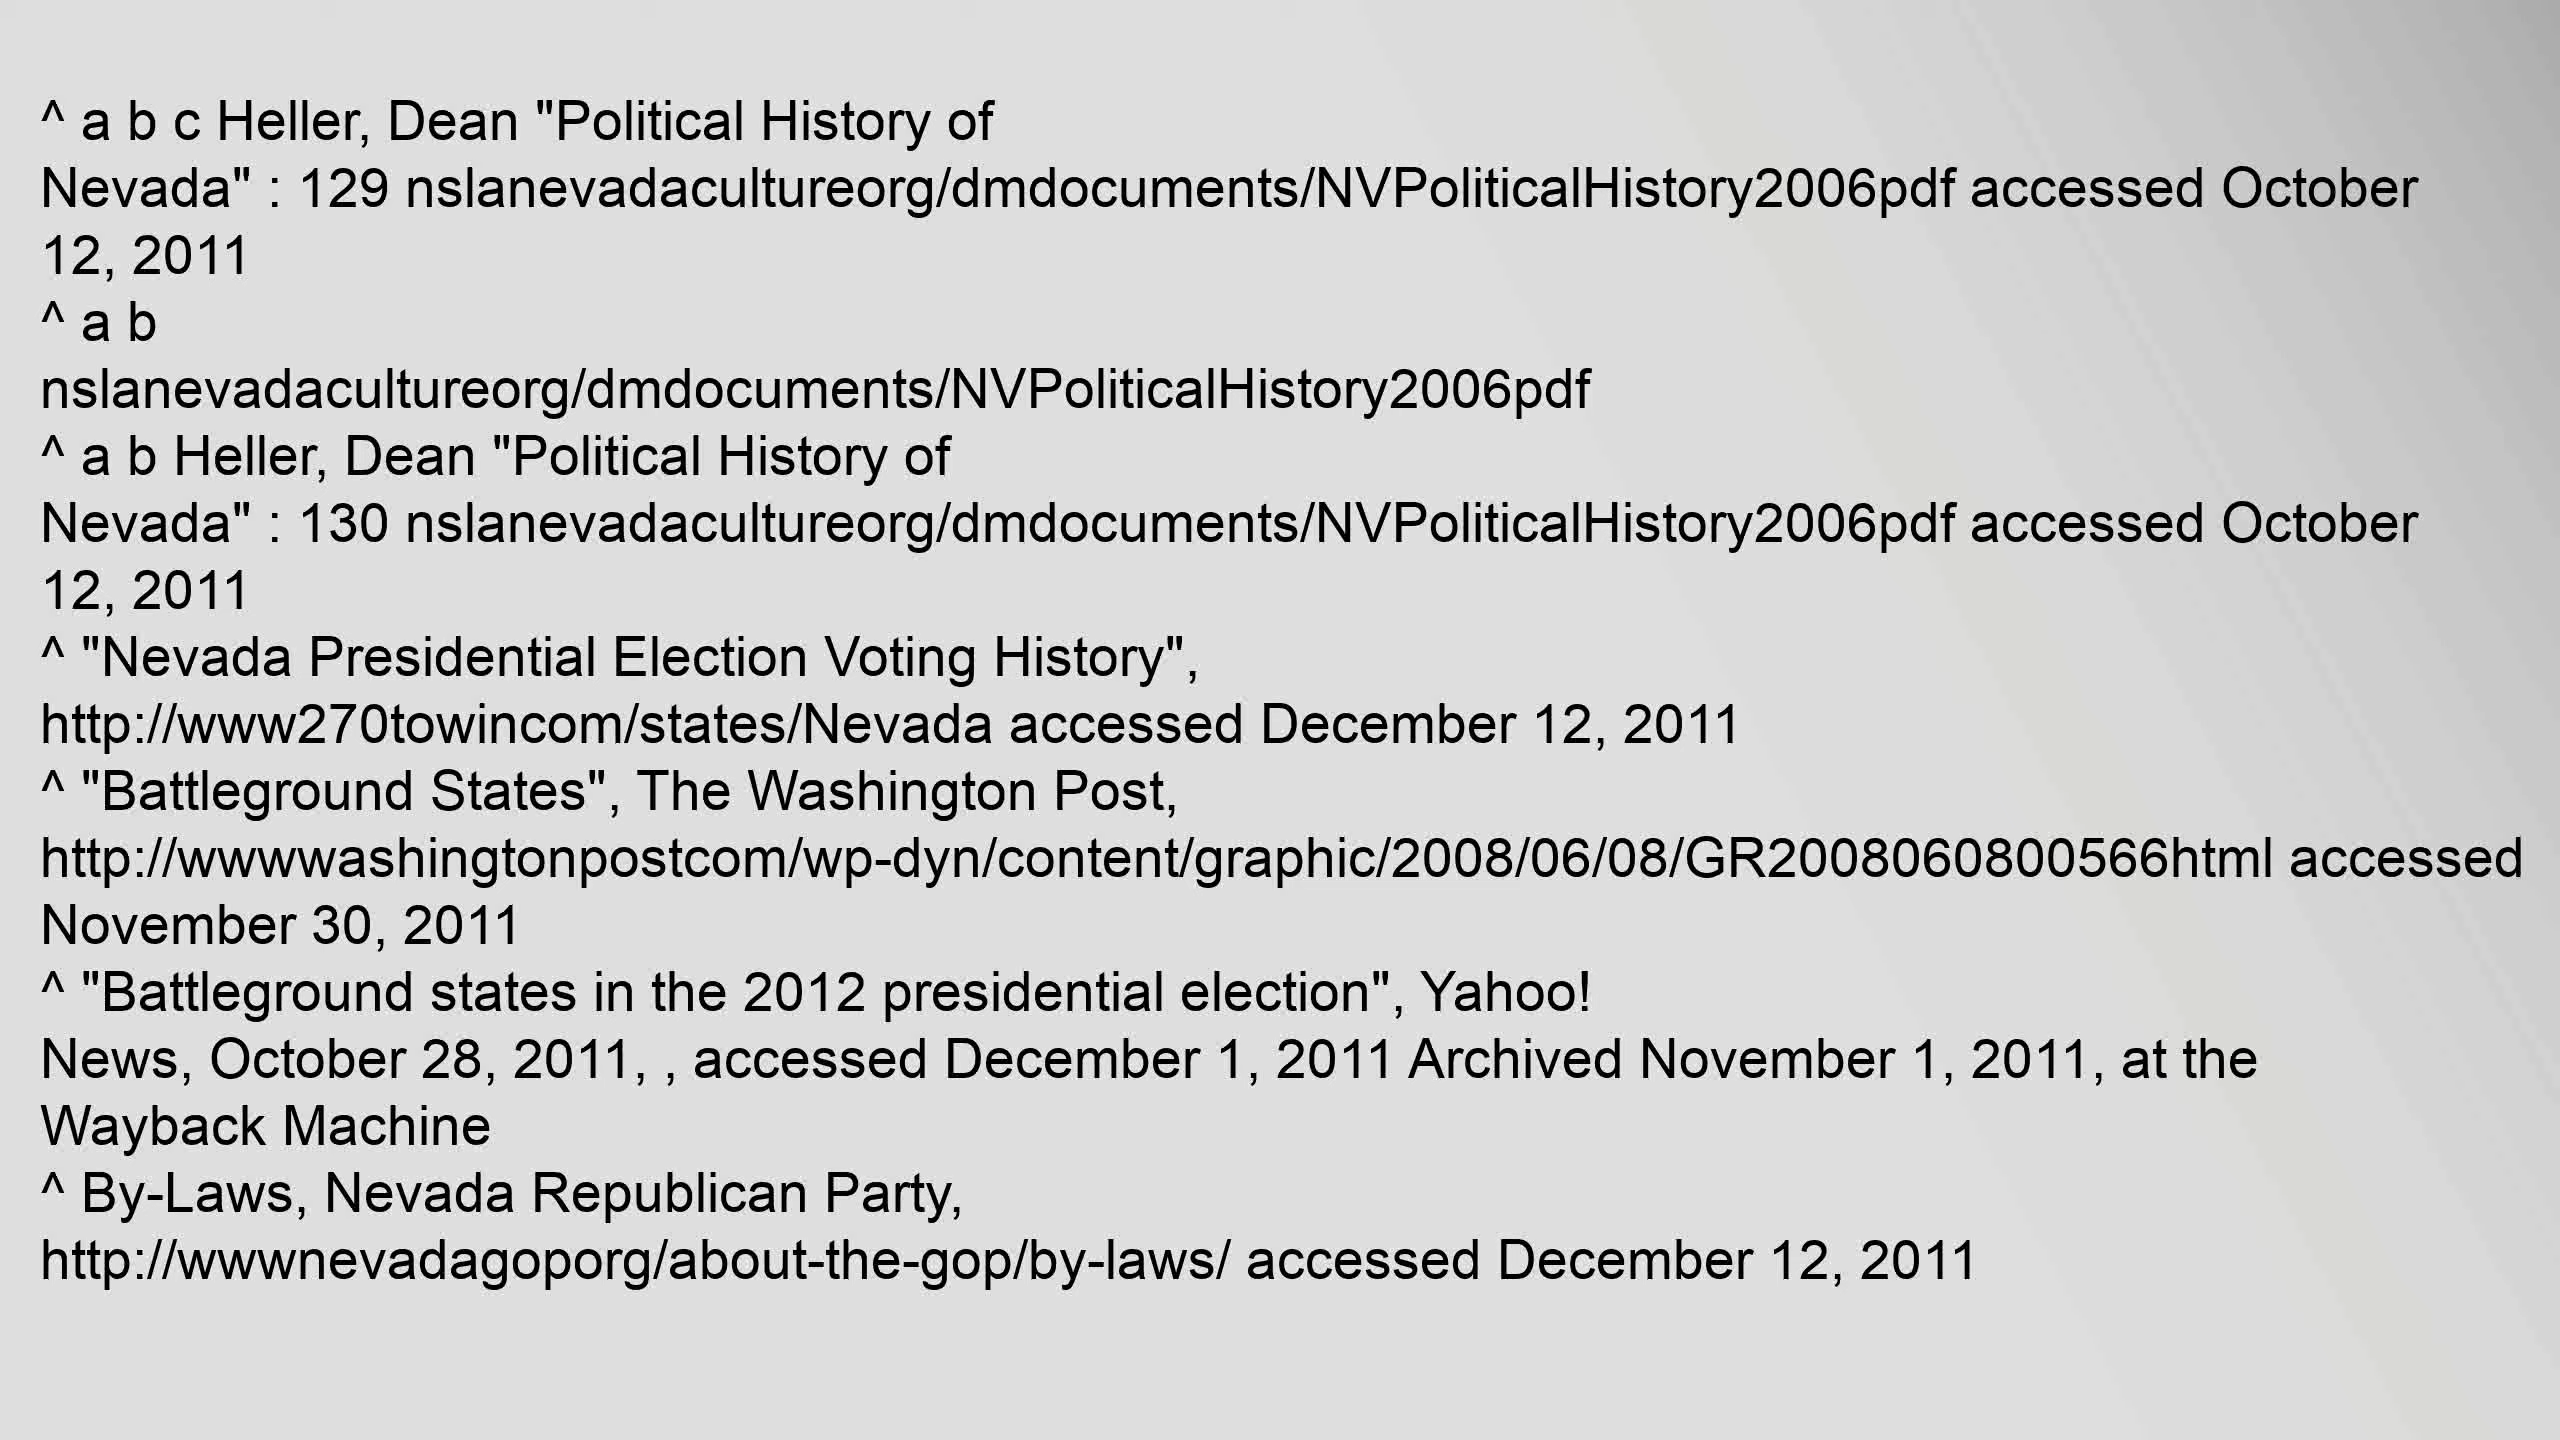 ^ a b c Heller, Dean "Political History of
Nevada" : 129 nslanevadacultureorg/dmdocuments/NVPoliticalHistory2006pdf accessed October
12, 2011
^ a b
nslanevadacultureorg/dmdocuments/NVPoliticalHistory2006pdf
^ a b Heller, Dean "Political History of
Nevada" : 130 nslanevadacultureorg/dmdocuments/NVPoliticalHistory2006pdf accessed October
12, 2011
^ "Nevada Presidential Election Voting History",
http://www270towincom/states/Nevada accessed December 12, 2011
^ "Battleground States", The Washington Post,
http://wwwwashingtonpostcom/wp-dyn/content/graphic/2008/06/08/GR2008060800566html accessed
November 30, 2011
^ "Battleground states in the 2012 presidential election", Yahoo!
News, October 28, 2011, , accessed December 1, 2011 Archived November 1, 2011, at the
Wayback Machine
^ By-Laws, Nevada Republican Party,
http://wwwnevadagoporg/about-the-gop/by-laws/ accessed December 12, 2011